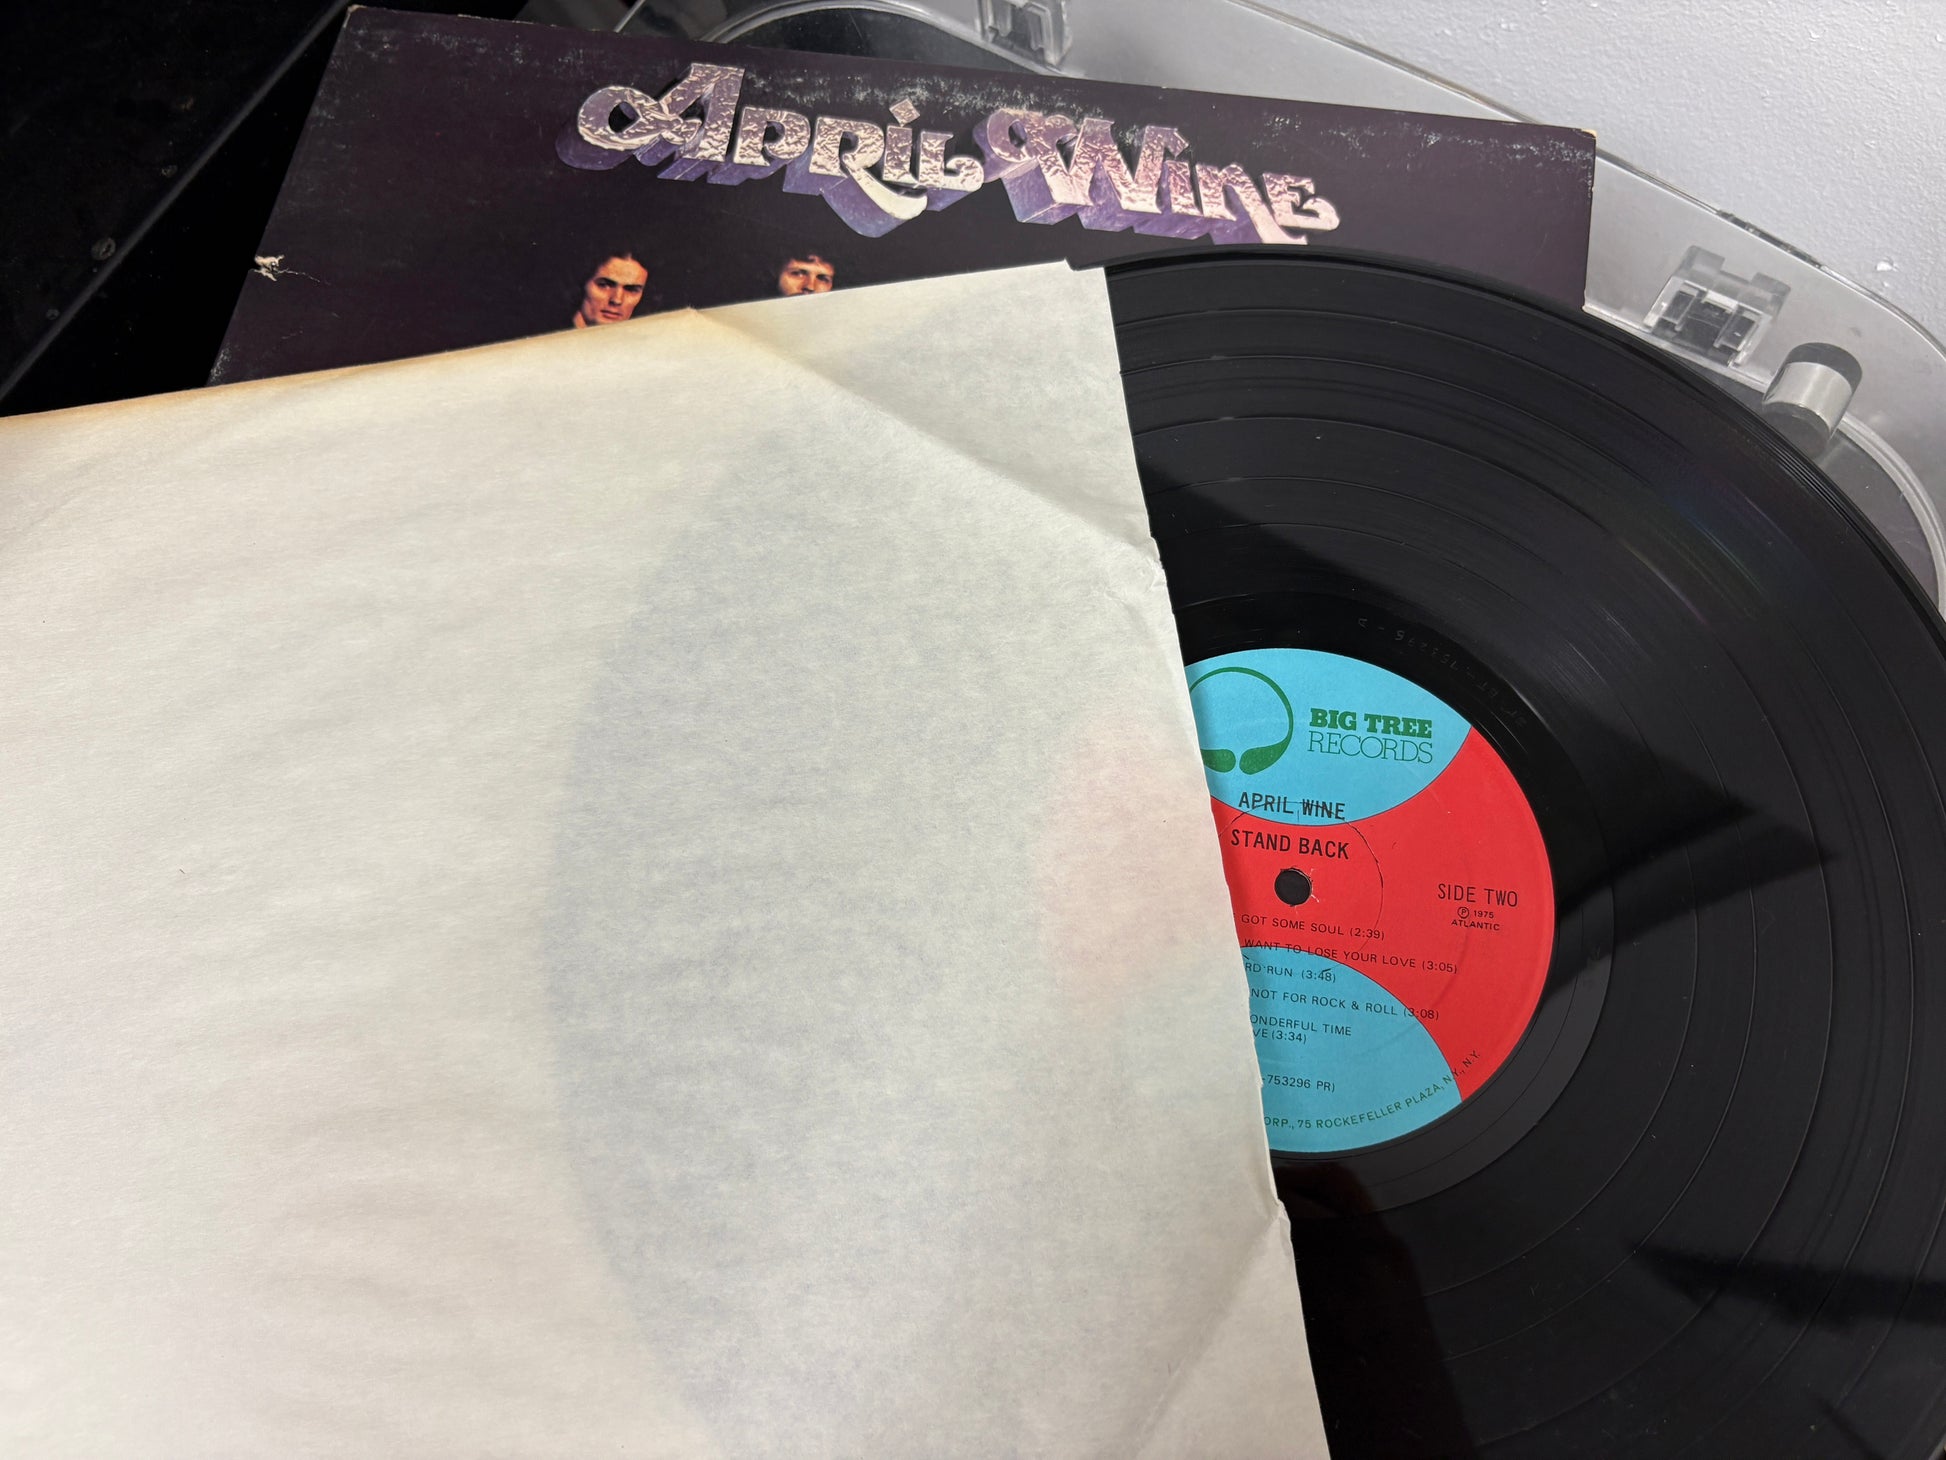 April Wine
BIG TREE
RECORDS
APRIL WINE
STAND BACK
SIDE TWO
℗ 1975
ATLANTIC
GOT SOME SOUL (2:39)
WANT TO LOSE YOUR LOVE (3:05)
RD RUN (3:48)
NOT FOR ROCK & ROLL (3:08)
ONDERFUL TIME
VE (3:34)
-753296 PR)
ORP., 75 ROCKEFELLER PLAZA, N.Y., N.Y.